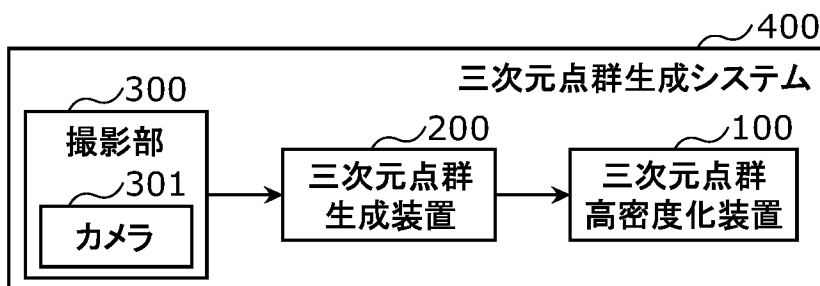 400
三次元点群生成システム
300
撮影部
301
カメラ
200
三次元点群
生成装置
100
三次元点群
高密度化装置